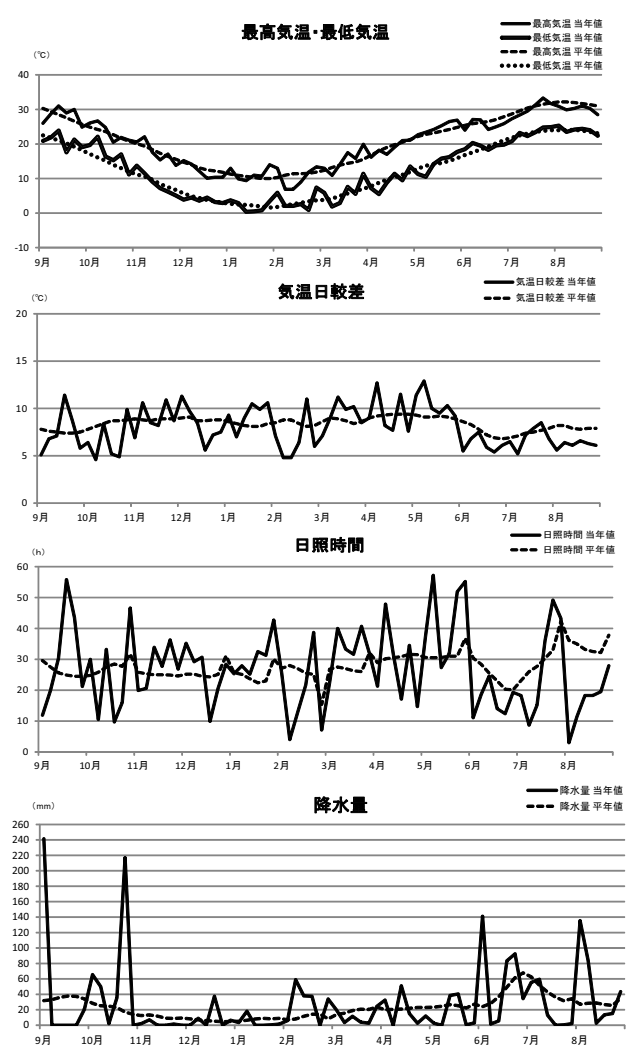 最高気温・最低気温
最高気温 当年値
最低気温 当年値
最高気温 平年値
最低気温 平年値
(℃)
40
30
20
10
0
-10
9月 10月 11月 12月 1月 2月 3月 4月 5月 6月 7月 8月
気温日較差
気温日較差 当年値
気温日較差 平年値
(℃)
20
15
10
5
0
9月 10月 11月 12月 1月 2月 3月 4月 5月 6月 7月 8月
日照時間
日照時間 当年値
日照時間 平年値
(h)
60
50
40
30
20
10
0
9月 10月 11月 12月 1月 2月 3月 4月 5月 6月 7月 8月
降水量
降水量 当年値
降水量 平年値
(mm)
260
240
220
200
180
160
140
120
100
80
60
40
20
0
9月 10月 11月 12月 1月 2月 3月 4月 5月 6月 7月 8月